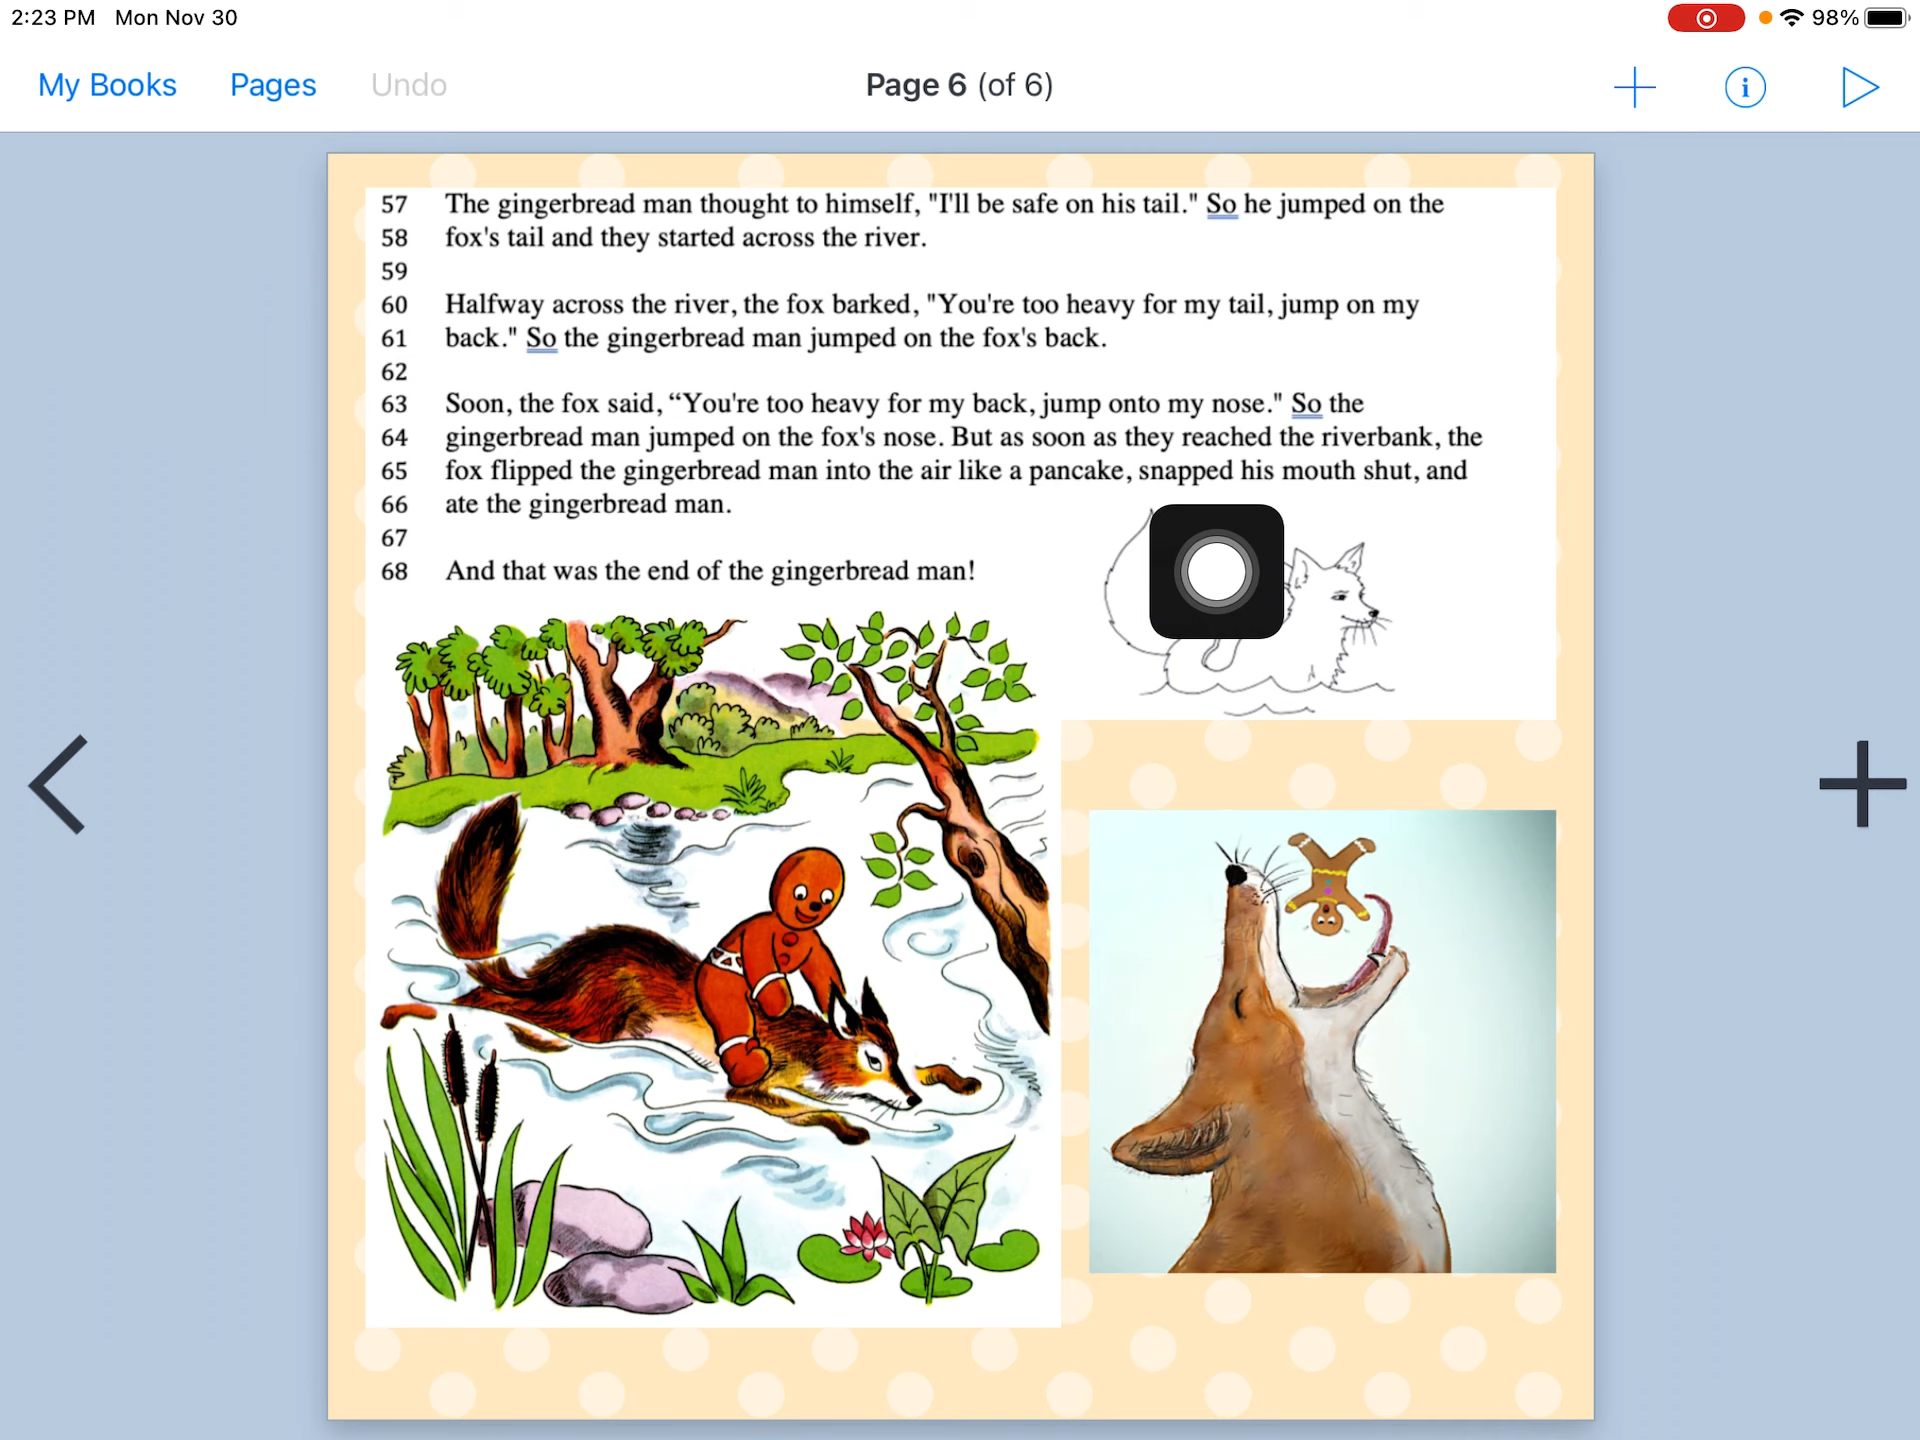 2:23 PM Mon Nov 30
98%
My Books Pages Undo Page 6 (of 6)
57 The gingerbread man thought to himself, "I'll be safe on his tail." So he jumped on the
58 fox's tail and they started across the river.
59
60 Halfway across the river, the fox barked, "You're too heavy for my tail, jump on my
61 back." So the gingerbread man jumped on the fox's back.
62
63 Soon, the fox said, “You're too heavy for my back, jump onto my nose." So the
64 gingerbread man jumped on the fox's nose. But as soon as they reached the riverbank, the
65 fox flipped the gingerbread man into the air like a pancake, snapped his mouth shut, and
66 ate the gingerbread man.
67
68 And that was the end of the gingerbread man!